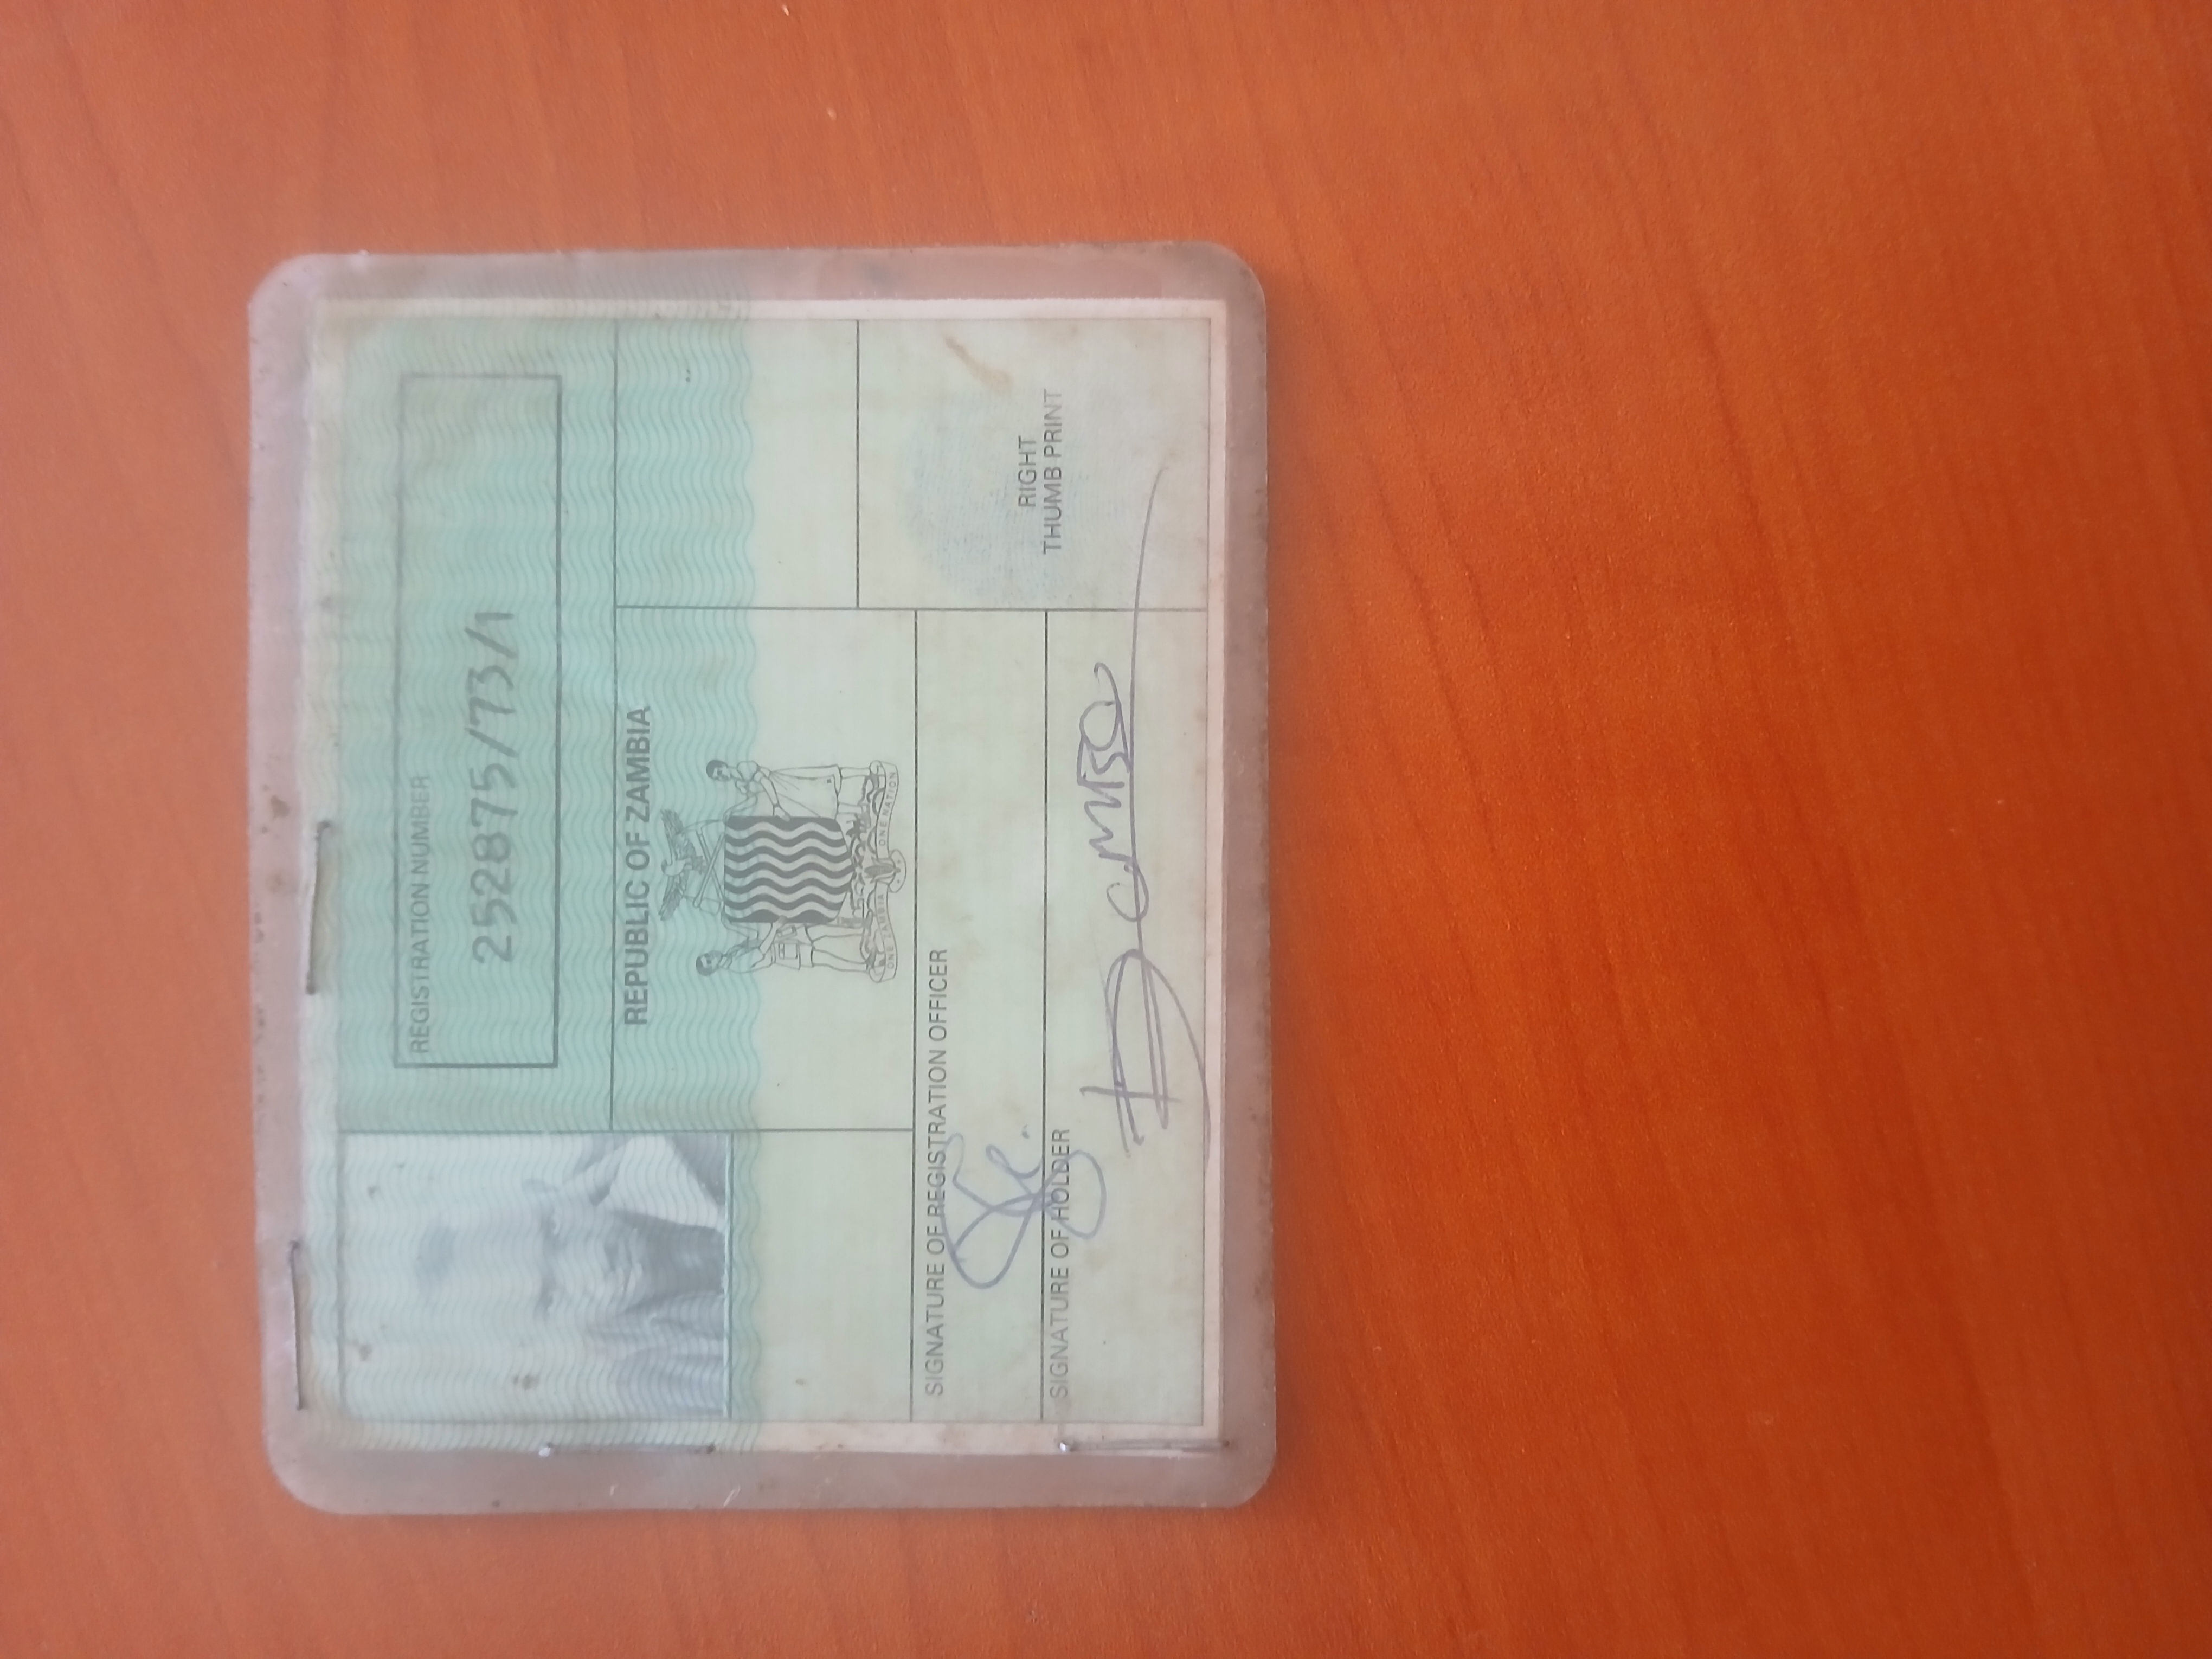 REGISTRATION NUMBER
252875/73/1
REPUBLIC OF ZAMBIA
ONE ZAMBIA ONE NATION
SIGNATURE OF REGISTRATION OFFICER
SIGNATURE OF HOLDER
RIGHT
THUMB PRINT